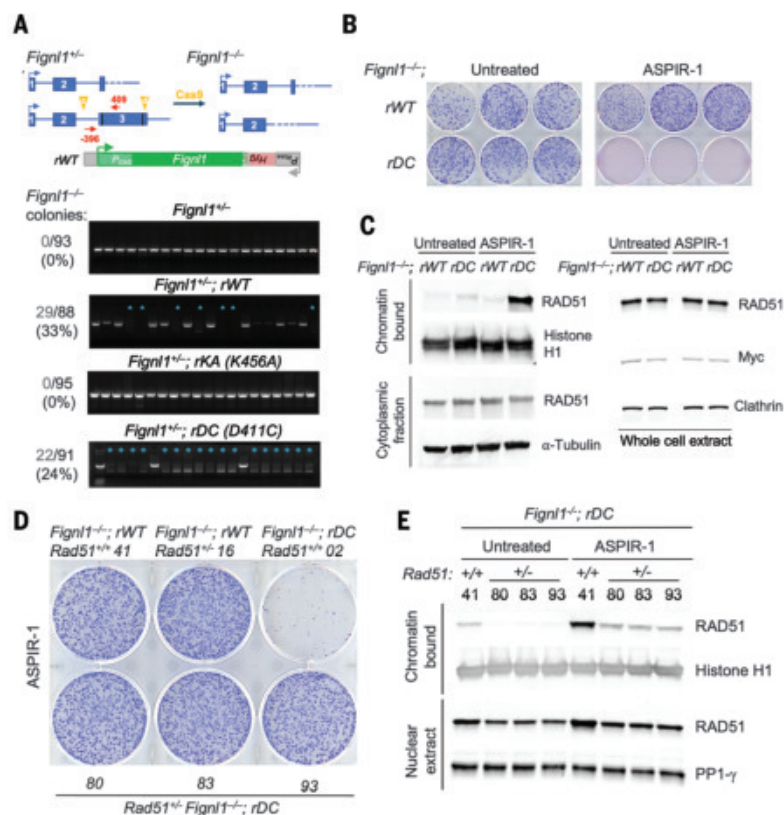 A
Fignl1+/–
Fignl1–/–
1 2
1 2
Cas9
409
1 2 3
1 2
-396
rWT
Fignl1
Hyg
Fignl1–/–
colonies:
Fignl1+/–
0/93
(0%)
Fignl1+/–; rWT
29/88
(33%)
Fignl1+/–; rKA (K456A)
0/95
(0%)
Fignl1+/–; rDC (D411C)
22/91
(24%)
B
Fignl1–/–; Untreated ASPIR-1
rWT
rDC
C
Untreated ASPIR-1
Fignl1–/–; rWT rDC rWT rDC
Chromatin bound
RAD51
Histone
H1
Cytoplasmic fraction
RAD51
α-Tubulin
Untreated ASPIR-1
Fignl1–/–; rWT rDC rWT rDC
RAD51
Myc
Clathrin
Whole cell extract
D
Fignl1–/–; rWT Fignl1–/–; rWT Fignl1–/–; rDC
Rad51+/+ 41 Rad51+/– 16 Rad51+/+ 02
ASPIR-1
80 83 93
Rad51+/– Fignl1–/–; rDC
E
Fignl1–/–; rDC
Untreated ASPIR-1
Rad51: +/+ +/- +/+ +/-
41 80 83 93 41 80 83 93
Chromatin bound
RAD51
Histone H1
Nuclear extract
RAD51
PP1-γ